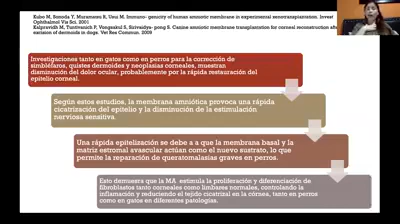 Kubo M, Sonoda Y, Muramatsu R, Usui M. Immuno- genicity of human amniotic membrane in experimental xenotransplantation. Invest
Ophthalmol Vis Sci. 2001
Kalpravidh M, Tuntivanich P, Vongsakul S, Sirivaidya- pong S. Canine amniotic membrane transplantation for corneal reconstruction after
excision of dermoids in dogs. Vet Res Commun. 2009
Investigaciones tanto en gatos como en perros para la corrección de
simbléfaros, quistes dermoides y neoplasias corneales, muestran
disminución del dolor ocular, probablemente por la rápida restauración del
epitelio corneal.
Según estos estudios, la membrana amniótica provoca una rápida
cicatrización del epitelio y la disminución de la estimulación
nerviosa sensitiva.
Una rápida epitelización se debe a a que la membrana basal y la
matriz estromal avascular actúan como el nuevo sustrato, lo que
permite la reparación de queratomalasias graves en perros.
Esto demuestra que la MA estimula la proliferación y diferenciación de
fibroblastos tanto corneales como limbares normales, controlando la
inflamación y reduciendo el tejido cicatrizal en la córnea, tanto en perros
como en gatos en diferentes patologías.